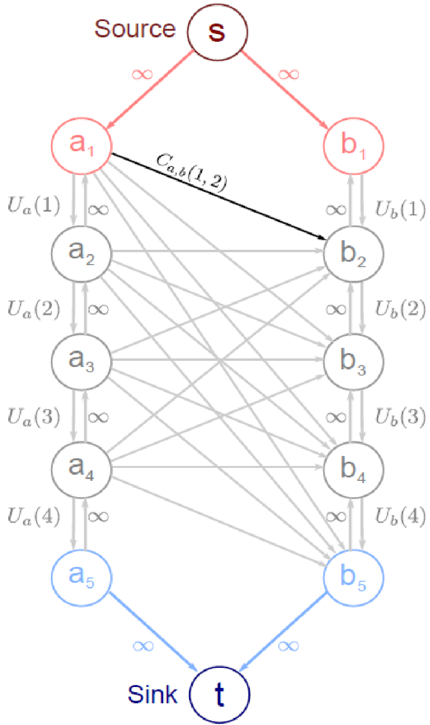 Source s
∞ ∞
a₁ b₁
C_{a,b}(1, 2)
U_a(1) ∞ ∞ U_b(1)
a₂ b₂
U_a(2) ∞ ∞ U_b(2)
a₃ b₃
U_a(3) ∞ ∞ U_b(3)
a₄ b₄
U_a(4) ∞ ∞ U_b(4)
a₅ b₅
∞ ∞
Sink t